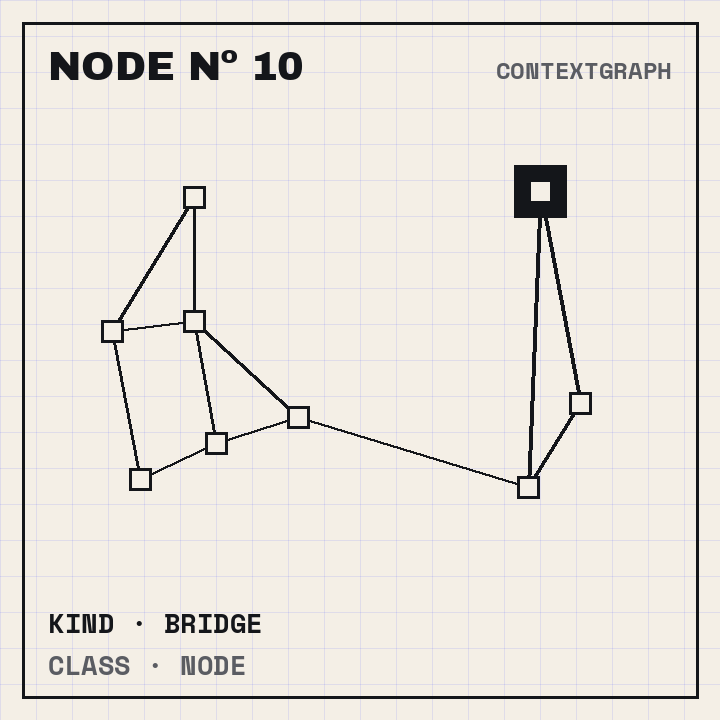 NODE Nº 10
CONTEXTGRAPH
KIND · BRIDGE
CLASS · NODE